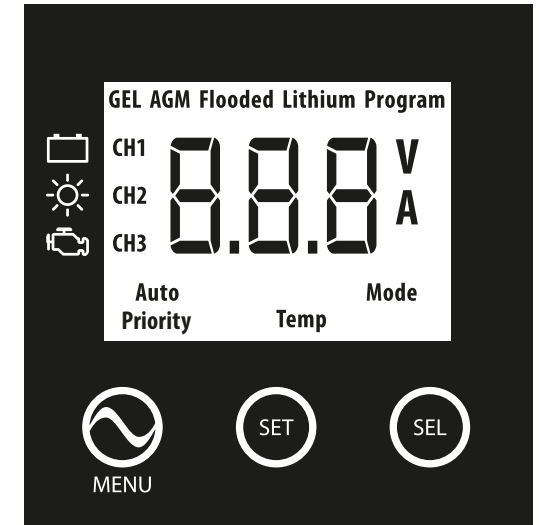 GEL AGM Flooded Lithium Program
CH1
8.8.8 V
CH2
A
CH3
Auto
Mode
Priority
Temp
SET
SEL
MENU